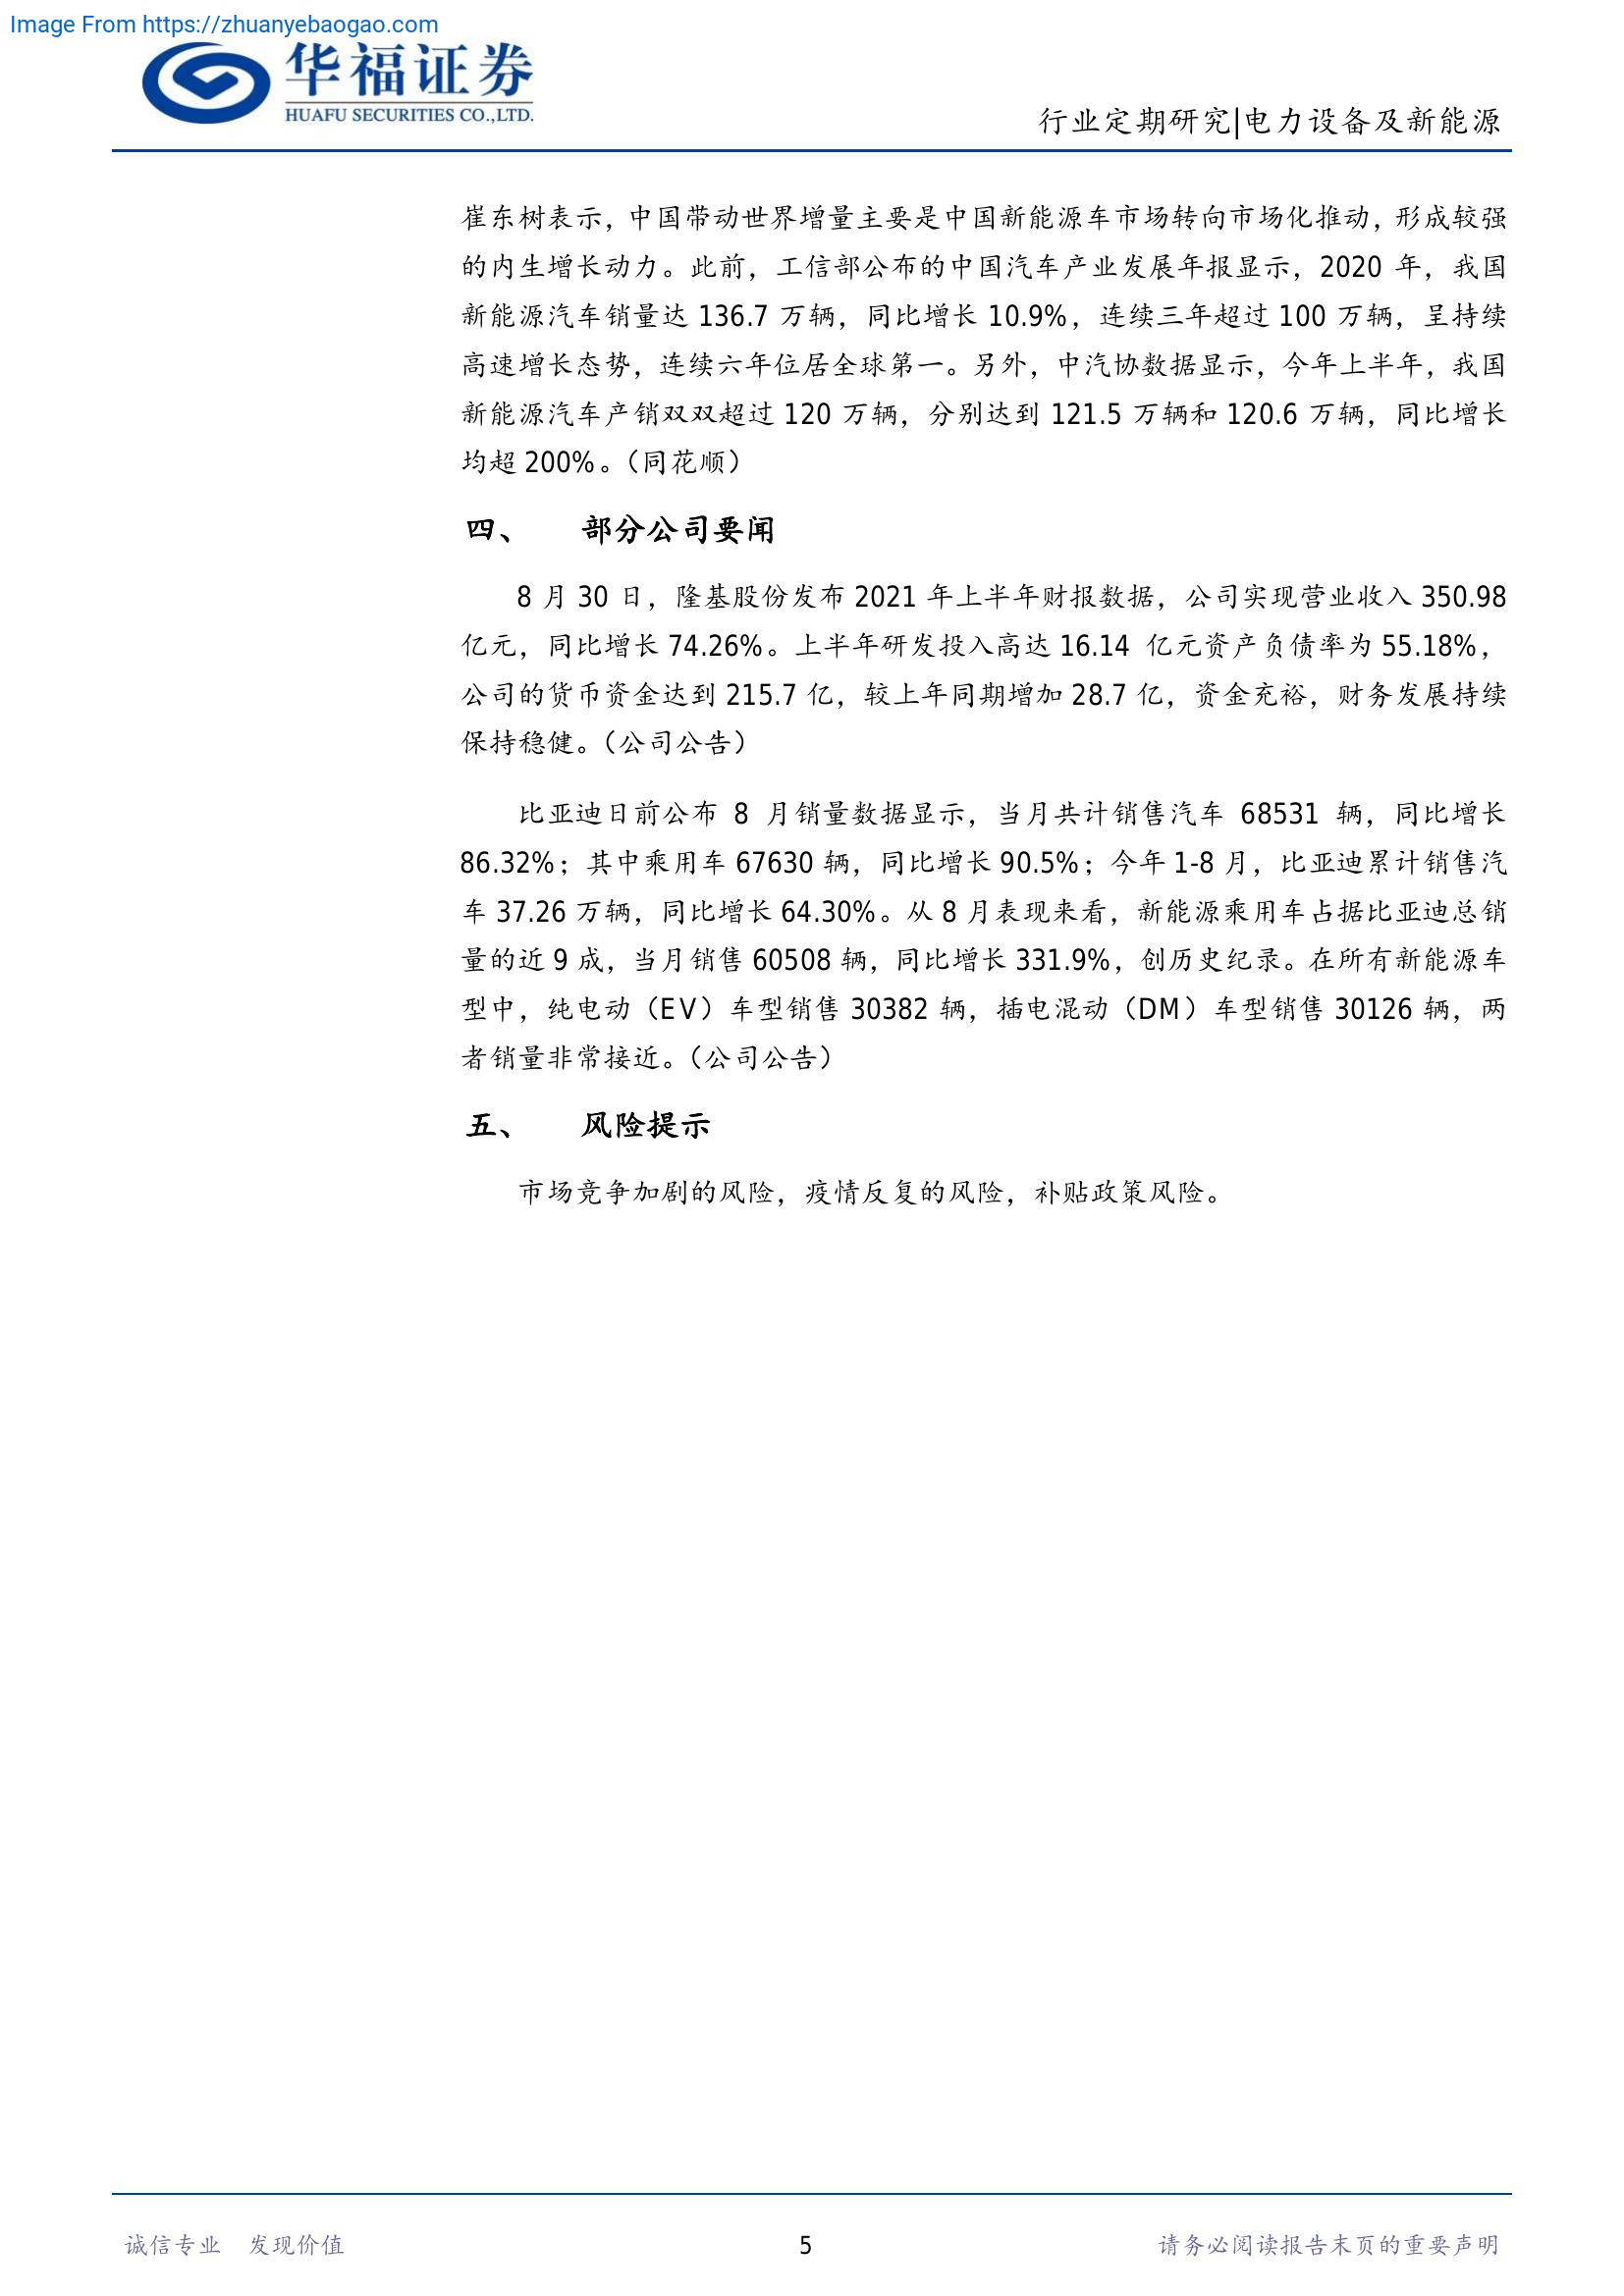 Image From https://zhuanyebaogao.com
华福证券
HUAFU SECURITIES CO.,LTD.
行业定期研究|电力设备及新能源
崔东树表示，中国带动世界增量主要是中国新能源车市场转向市场化推动，形成较强
的内生增长动力。此前，工信部公布的中国汽车产业发展年报显示，2020 年，我国
新能源汽车销量达 136.7 万辆，同比增长 10.9%，连续三年超过 100 万辆，呈持续
高速增长态势，连续六年位居全球第一。另外，中汽协数据显示，今年上半年，我国
新能源汽车产销双双超过 120 万辆，分别达到 121.5 万辆和 120.6 万辆，同比增长
均超 200%。（同花顺）
四、 部分公司要闻
8 月 30 日，隆基股份发布 2021 年上半年财报数据，公司实现营业收入 350.98
亿元，同比增长 74.26%。上半年研发投入高达 16.14 亿元资产负债率为 55.18%，
公司的货币资金达到 215.7 亿，较上年同期增加 28.7 亿，资金充裕，财务发展持续
保持稳健。（公司公告）
比亚迪日前公布 8 月销量数据显示，当月共计销售汽车 68531 辆，同比增长
86.32%；其中乘用车 67630 辆，同比增长 90.5%；今年 1-8 月，比亚迪累计销售汽
车 37.26 万辆，同比增长 64.30%。从 8 月表现来看，新能源乘用车占据比亚迪总销
量的近 9 成，当月销售 60508 辆，同比增长 331.9%，创历史纪录。在所有新能源车
型中，纯电动（EV）车型销售 30382 辆，插电混动（DM）车型销售 30126 辆，两
者销量非常接近。（公司公告）
五、 风险提示
市场竞争加剧的风险，疫情反复的风险，补贴政策风险。
诚信专业 发现价值
5
请务必阅读报告末页的重要声明